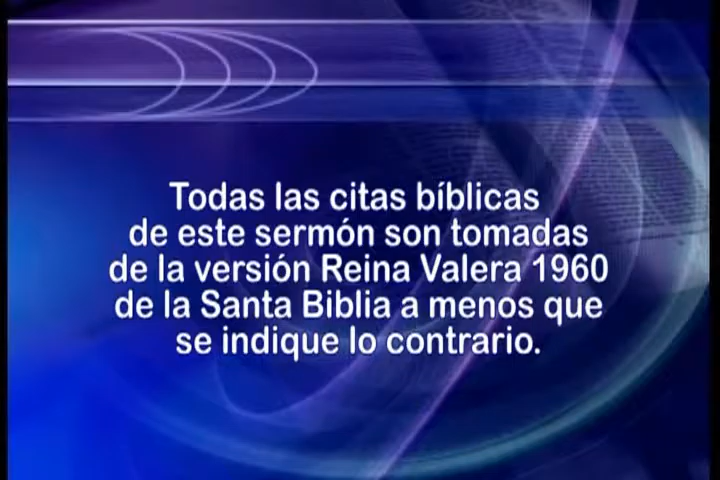 Todas las citas bíblicas
de este sermón son tomadas
de la versión Reina Valera 1960
de la Santa Biblia a menos que
se indique lo contrario.